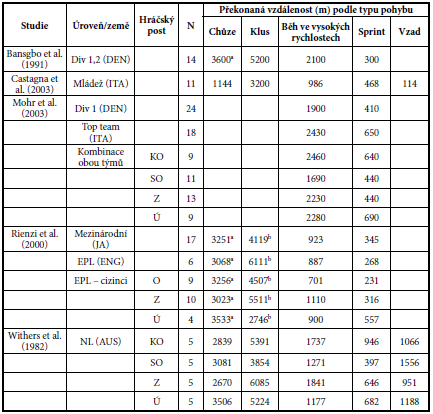 Studie Úroveň/země Hráčský post N Překonaná vzdálenost (m) podle typu pohybu
Chůze Klus Běh ve vysokých rychlostech Sprint Vzad
Bansgbo et al. (1991) Div 1,2 (DEN) 14 3600ᵃ 5200 2100 300
Castagna et al. (2003) Mládež (ITA) 11 1144 3200 986 468 114
Mohr et al. (2003) Div 1 (DEN) 24 1900 410
Top team (ITA) 18 2430 650
Kombinace obou týmů KO 9 2460 640
SO 11 1690 440
Z 13 2230 440
Ú 9 2280 690
Rienzi et al. (2000) Mezinárodní (JA) 17 3251ᵃ 4119ᵇ 923 345
EPL (ENG) 6 3068ᵃ 6111ᵇ 887 268
EPL – cizinci O 9 3256ᵃ 4507ᵇ 701 231
Z 10 3023ᵃ 5511ᵇ 1110 316
Ú 4 3533ᵃ 2746ᵇ 900 557
Withers et al. (1982) NL (AUS) KO 5 2839 5391 1737 946 1066
SO 5 3081 3854 1271 397 1556
Z 5 2670 6085 1841 646 951
Ú 5 3506 5224 1177 682 1188